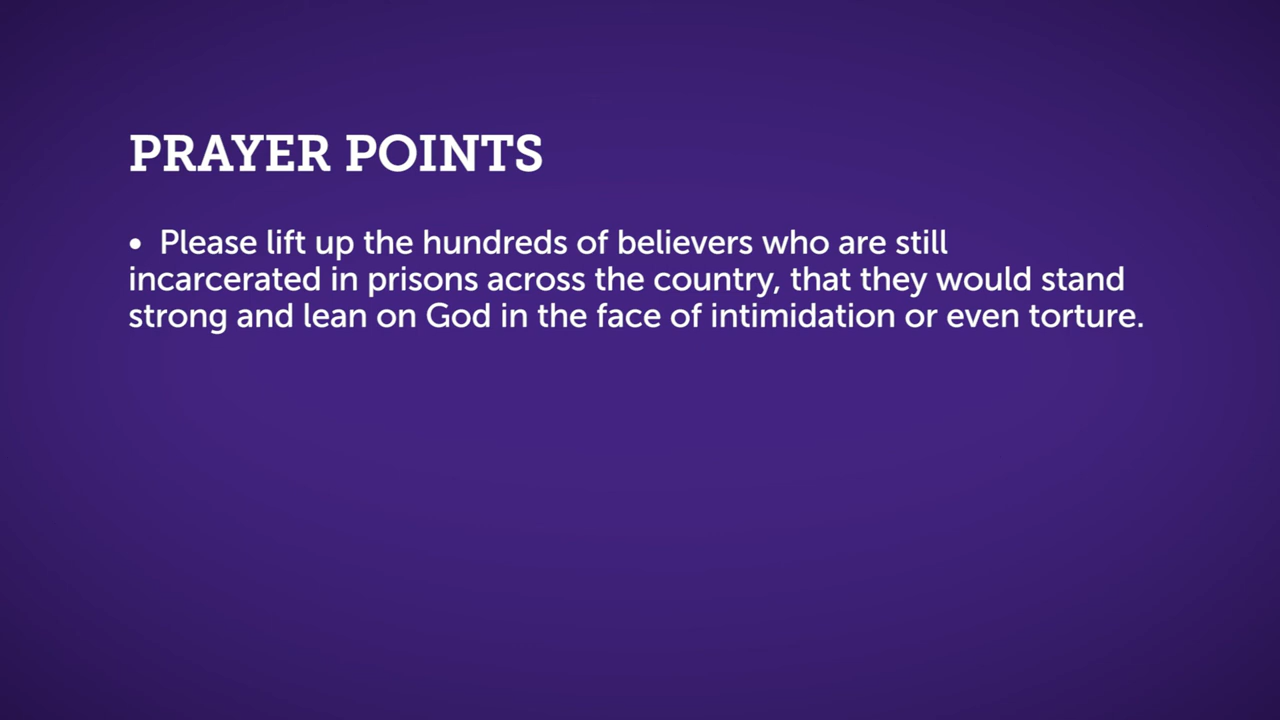 PRAYER POINTS
• Please lift up the hundreds of believers who are still
incarcerated in prisons across the country, that they would stand
strong and lean on God in the face of intimidation or even torture.